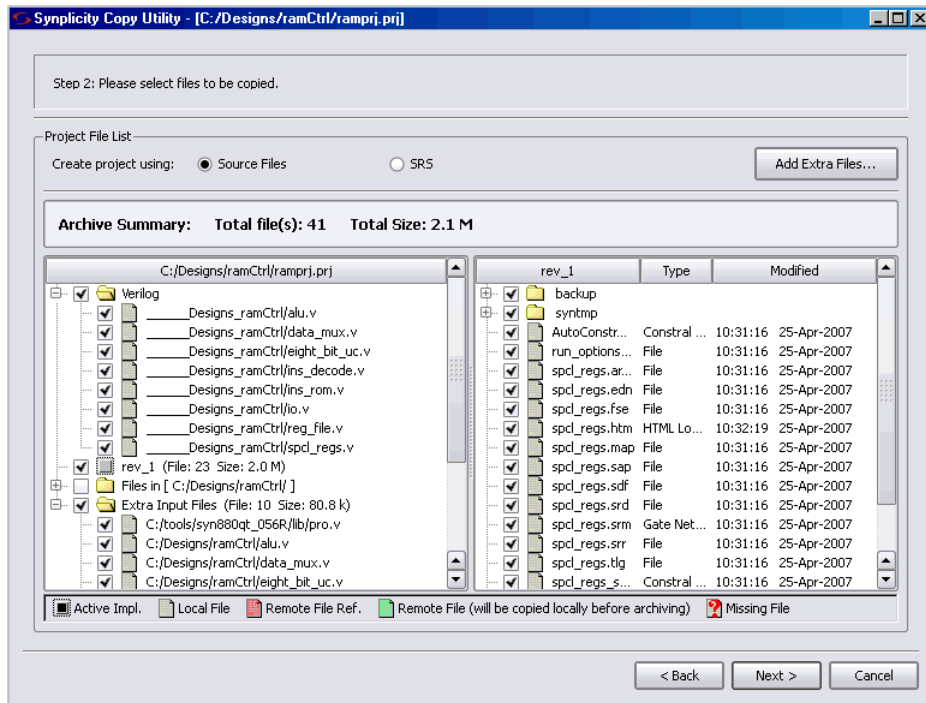 Synplicity Copy Utility - [C:/Designs/ramCtrl/ramprj.prj]
Step 2: Please select files to be copied.
Project File List
Create project using: Source Files SRS Add Extra Files...
Archive Summary: Total file(s): 41 Total Size: 2.1 M
C:/Designs/ramCtrl/ramprj.prj
Verilog
______Designs_ramCtrl/alu.v
______Designs_ramCtrl/data_mux.v
______Designs_ramCtrl/eight_bit_uc.v
______Designs_ramCtrl/ins_decode.v
______Designs_ramCtrl/ins_rom.v
______Designs_ramCtrl/io.v
______Designs_ramCtrl/reg_file.v
______Designs_ramCtrl/spcl_regs.v
rev_1 (File: 23 Size: 2.0 M)
Files in [ C:/Designs/ramCtrl/ ]
Extra Input Files (File: 10 Size: 80.8 k)
C:/tools/syn880qt_056R/lib/pro.v
C:/Designs/ramCtrl/alu.v
C:/Designs/ramCtrl/data_mux.v
C:/Designs/ramCtrl/eight_bit_uc.v
rev_1 Type Modified
backup
syntmp
AutoConstr... Constral ... 10:31:16 25-Apr-2007
run_options... File 10:31:16 25-Apr-2007
spcl_regs.ar... File 10:31:16 25-Apr-2007
spcl_regs.edn File 10:31:16 25-Apr-2007
spcl_regs.fse File 10:31:16 25-Apr-2007
spcl_regs.htm HTML Lo... 10:32:19 25-Apr-2007
spcl_regs.map File 10:31:16 25-Apr-2007
spcl_regs.sap File 10:31:16 25-Apr-2007
spcl_regs.sdf File 10:31:16 25-Apr-2007
spcl_regs.srd File 10:31:16 25-Apr-2007
spcl_regs.srm Gate Net... 10:31:16 25-Apr-2007
spcl_regs.srr File 10:31:16 25-Apr-2007
spcl_regs.tlg File 10:31:16 25-Apr-2007
spcl_regs_s... Constral ... 10:31:16 25-Apr-2007
Active Impl. Local File Remote File Ref. Remote File (will be copied locally before archiving) Missing File
< Back Next > Cancel